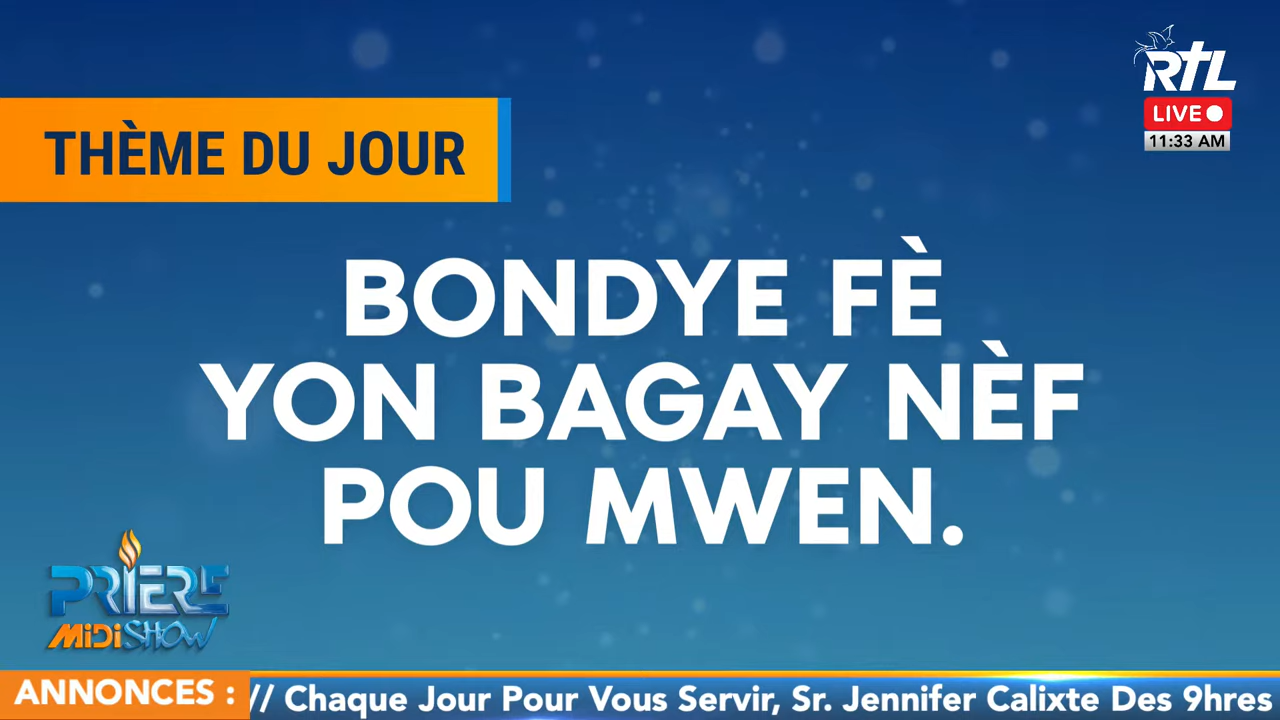 RTL
LIVE
11:33 AM
THÈME DU JOUR
BONDYE FÈ
YON BAGAY NÈF
POU MWEN.
PRIERE
MiDi SHOW
ANNONCES : // Chaque Jour Pour Vous Servir, Sr. Jennifer Calixte Des 9hres